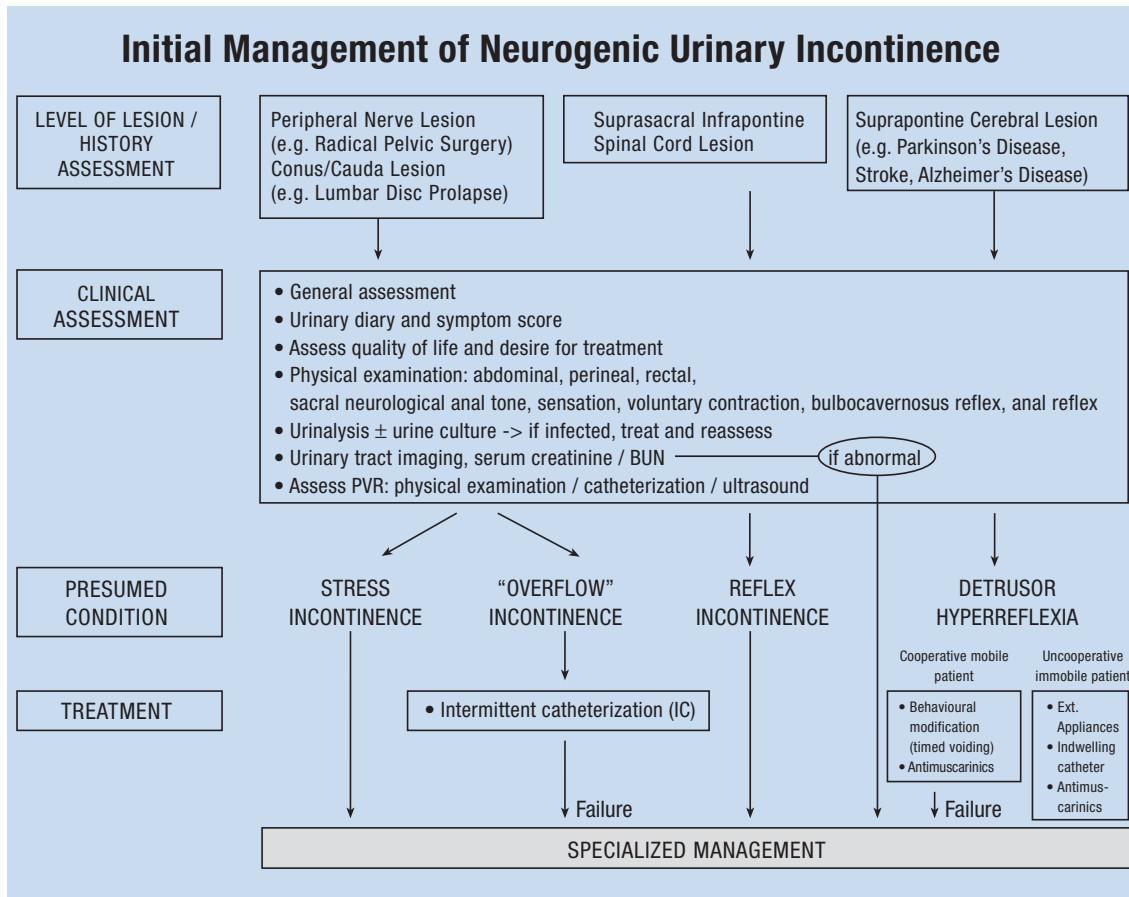 Initial Management of Neurogenic Urinary Incontinence
LEVEL OF LESION /
HISTORY
ASSESSMENT
Peripheral Nerve Lesion
(e.g. Radical Pelvic Surgery)
Conus/Cauda Lesion
(e.g. Lumbar Disc Prolapse)
Suprasacral Infrapontine
Spinal Cord Lesion
Suprapontine Cerebral Lesion
(e.g. Parkinson's Disease,
Stroke, Alzheimer's Disease)
CLINICAL
ASSESSMENT
• General assessment
• Urinary diary and symptom score
• Assess quality of life and desire for treatment
• Physical examination: abdominal, perineal, rectal,
sacral neurological anal tone, sensation, voluntary contraction, bulbocavernosus reflex, anal reflex
• Urinalysis ± urine culture -> if infected, treat and reassess
• Urinary tract imaging, serum creatinine / BUN
if abnormal
• Assess PVR: physical examination / catheterization / ultrasound
PRESUMED
CONDITION
STRESS
INCONTINENCE
“OVERFLOW”
INCONTINENCE
REFLEX
INCONTINENCE
DETRUSOR
HYPERREFLEXIA
TREATMENT
• Intermittent catheterization (IC)
Cooperative mobile
patient
• Behavioural
modification
(timed voiding)
• Antimuscarinics
Uncooperative
immobile patient
• Ext.
Appliances
• Indwelling
catheter
• Antimus-
carinics
Failure
Failure
SPECIALIZED MANAGEMENT